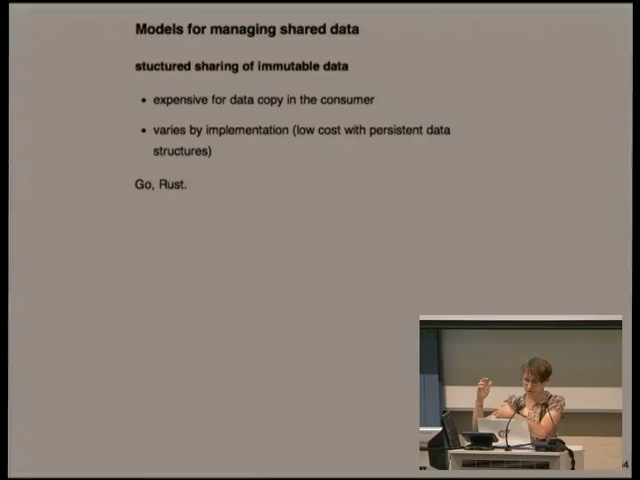 Models for managing shared data
stuctured sharing of immutable data
• expensive for data copy in the consumer
• varies by implementation (low cost with persistent data
structures)
Go, Rust.